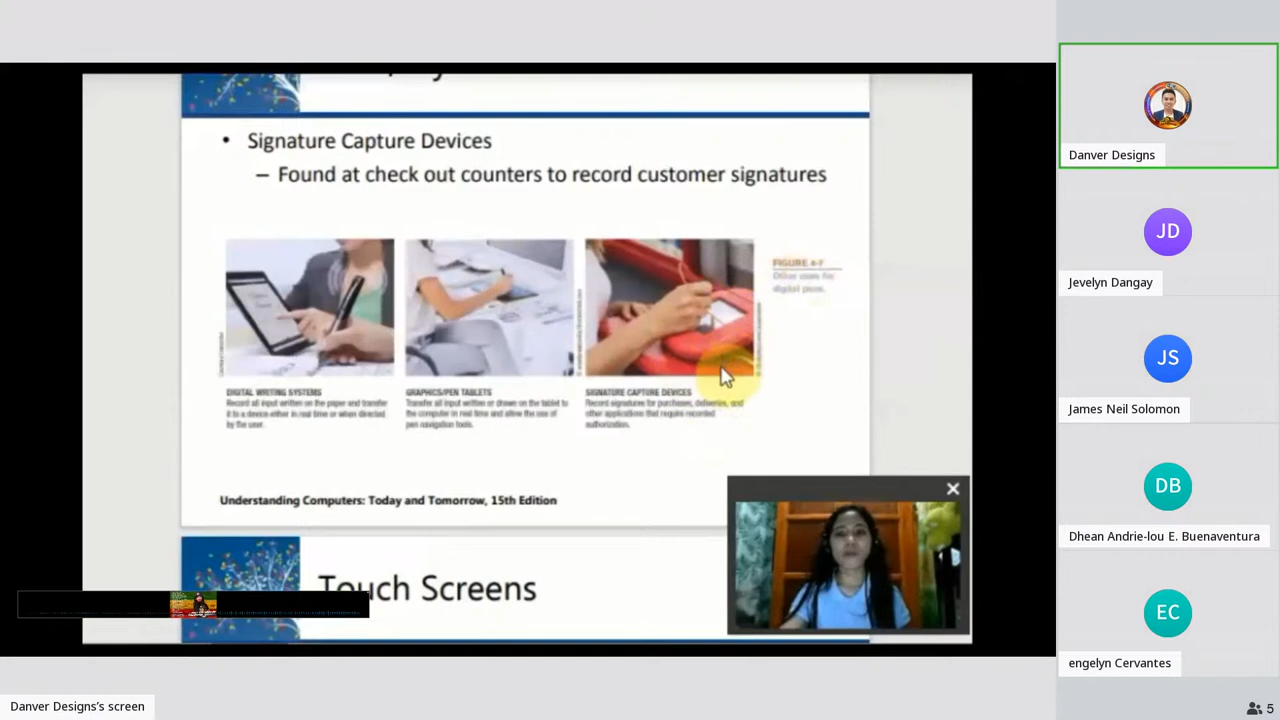 Signature Capture Devices
– Found at check out counters to record customer signatures
FIGURE 4-7
Other uses for
digital pens.
DIGITAL WRITING SYSTEMS
Record all input written on the paper and transfer
it to a device either in real time or when directed
by the user.
GRAPHICS/PEN TABLETS
Transfer all input written or drawn on the tablet to
the computer in real time and allow the use of
pen navigation tools.
SIGNATURE CAPTURE DEVICES
Record signatures for purchases, deliveries, and
other applications that require recorded
authorization.
Understanding Computers: Today and Tomorrow, 15th Edition
Touch Screens
Danver Designs's screen
Danver Designs
JD
Jevelyn Dangay
JS
James Neil Solomon
DB
Dhean Andrie-lou E. Buenaventura
EC
engelyn Cervantes
5